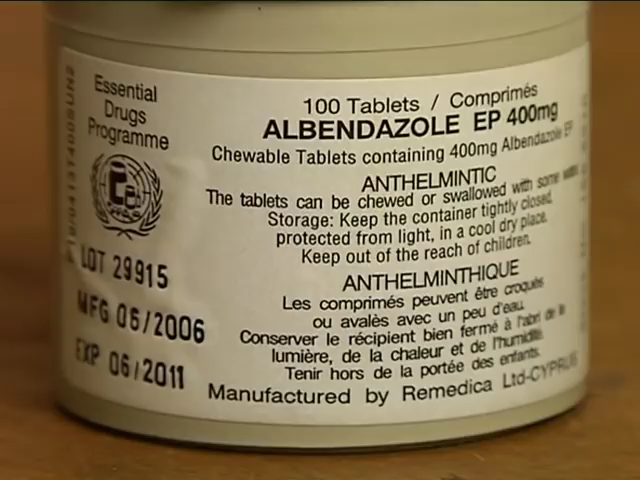 Essential
Drugs
Programme
LOT 29915
MFG 06/2006
EXP 06/2011
100 Tablets / Comprimés
ALBENDAZOLE EP 400mg
Chewable Tablets containing 400mg Albendazole EP
ANTHELMINTIC
The tablets can be chewed or swallowed with some
Storage: Keep the container tightly closed,
protected from light, in a cool dry place.
Keep out of the reach of children.
ANTHELMINTHIQUE
Les comprimés peuvent être croqués
ou avalès avec un peu d'eau.
Conserver le récipient bien fermé à l'abri de la
lumière, de la chaleur et de l'humidité.
Tenir hors de la portée des enfants.
Manufactured by Remedica Ltd-CYPRUS